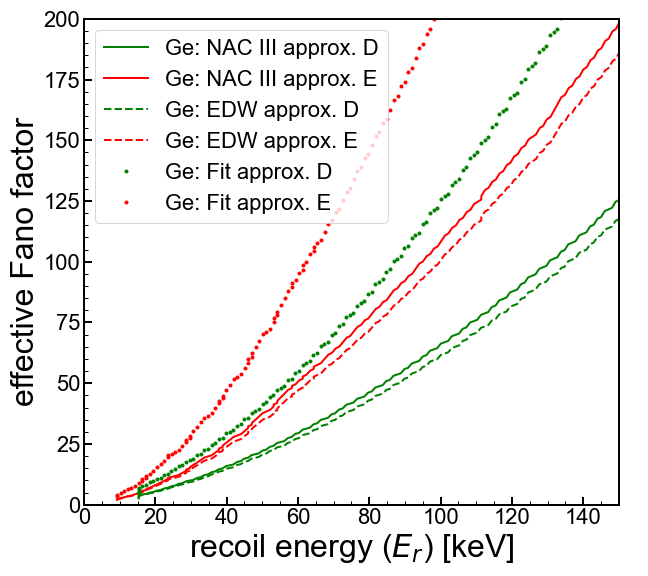 200
175
150
125
100
75
50
25
0
effective Fano factor
Ge: NAC III approx. D
Ge: NAC III approx. E
Ge: EDW approx. D
Ge: EDW approx. E
Ge: Fit approx. D
Ge: Fit approx. E
0 20 40 60 80 100 120 140
recoil energy (E_r) [keV]